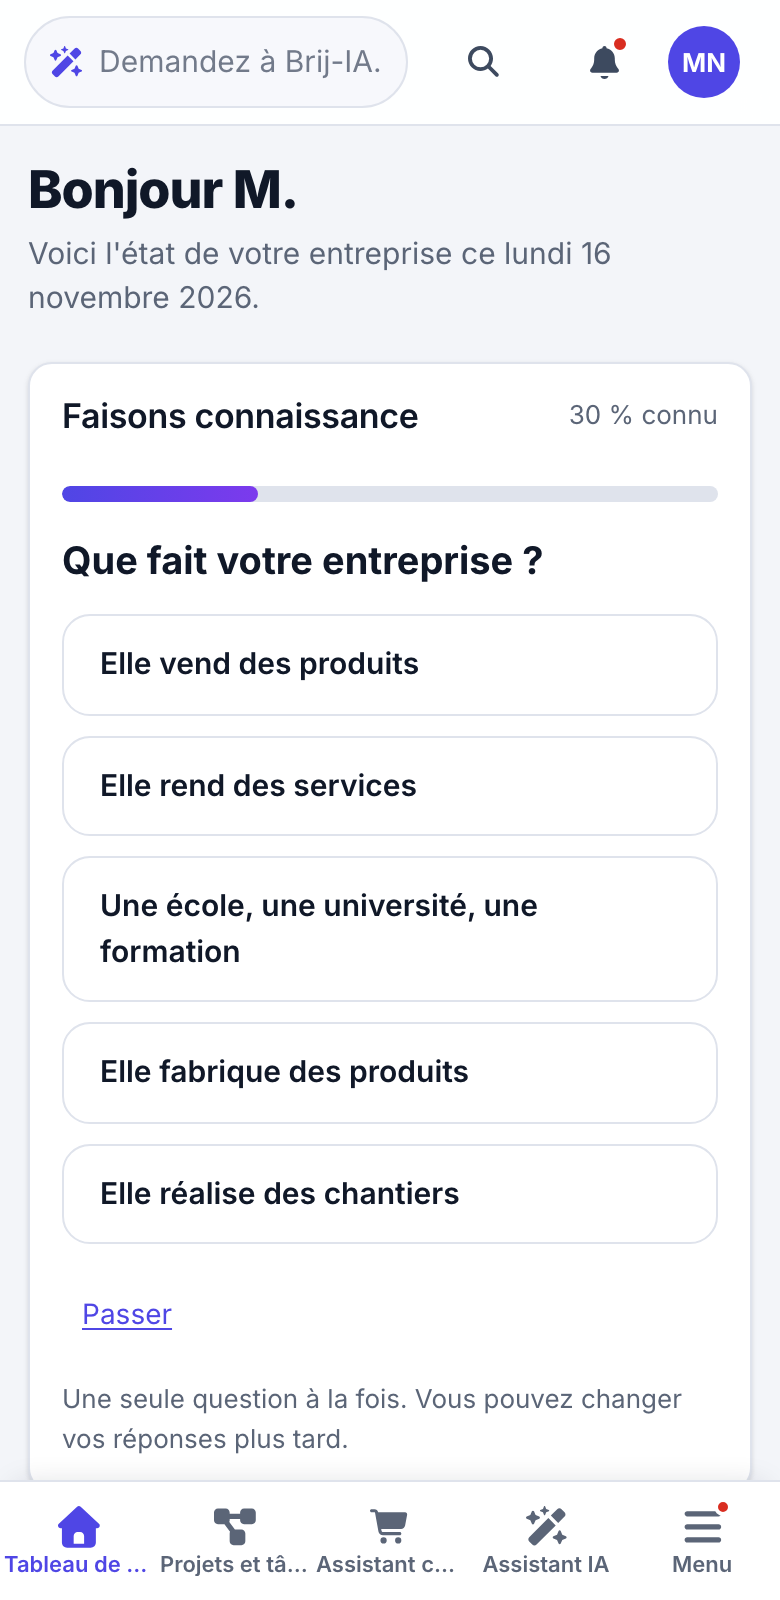 Demandez à Brij-IA.
MN
Bonjour M.
Voici l'état de votre entreprise ce lundi 16
novembre 2026.
Faisons connaissance
30 % connu
Que fait votre entreprise ?
Elle vend des produits
Elle rend des services
Une école, une université, une
formation
Elle fabrique des produits
Elle réalise des chantiers
Passer
Une seule question à la fois. Vous pouvez changer
vos réponses plus tard.
Tableau de ...
Projets et tâ...
Assistant c...
Assistant IA
Menu